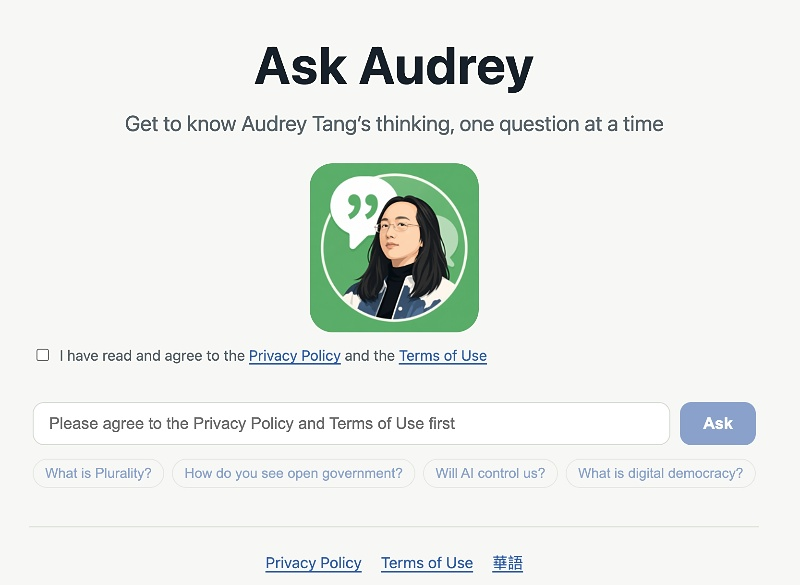 Ask Audrey
Get to know Audrey Tang’s thinking, one question at a time
I have read and agree to the Privacy Policy and the Terms of Use
Please agree to the Privacy Policy and Terms of Use first
Ask
What is Plurality?
How do you see open government?
Will AI control us?
What is digital democracy?
Privacy Policy
Terms of Use
華語